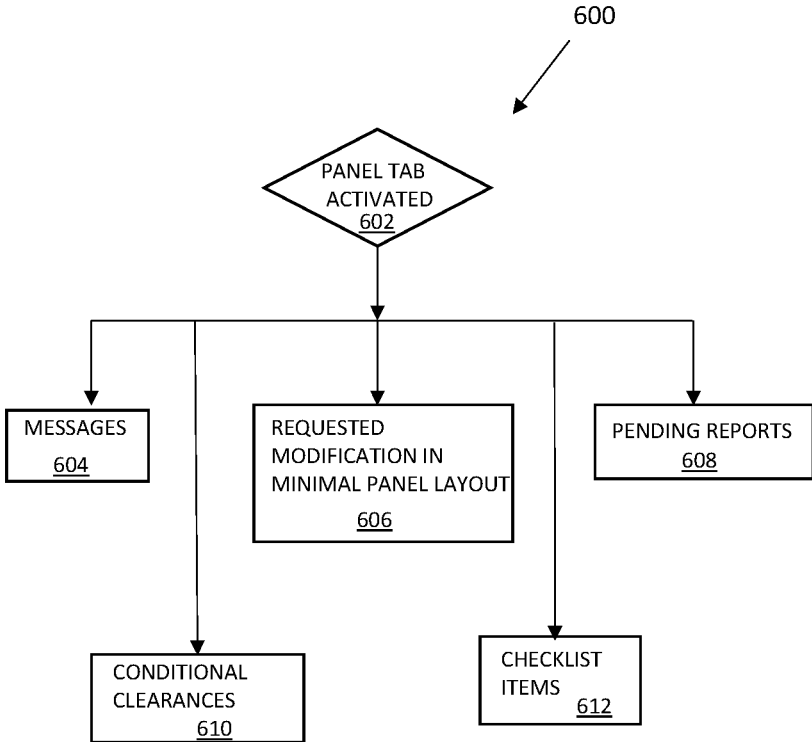 600
PANEL TAB
ACTIVATED
602
MESSAGES
604
REQUESTED
MODIFICATION IN
MINIMAL PANEL LAYOUT
606
PENDING REPORTS
608
CONDITIONAL
CLEARANCES
610
CHECKLIST
ITEMS
612